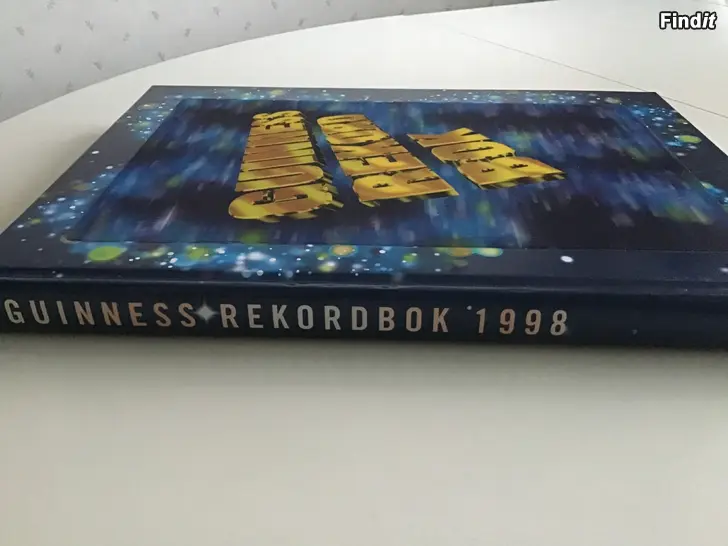 Findit
GUINNESS
REKORD
BOK
GUINNESS REKORDBOK 1998